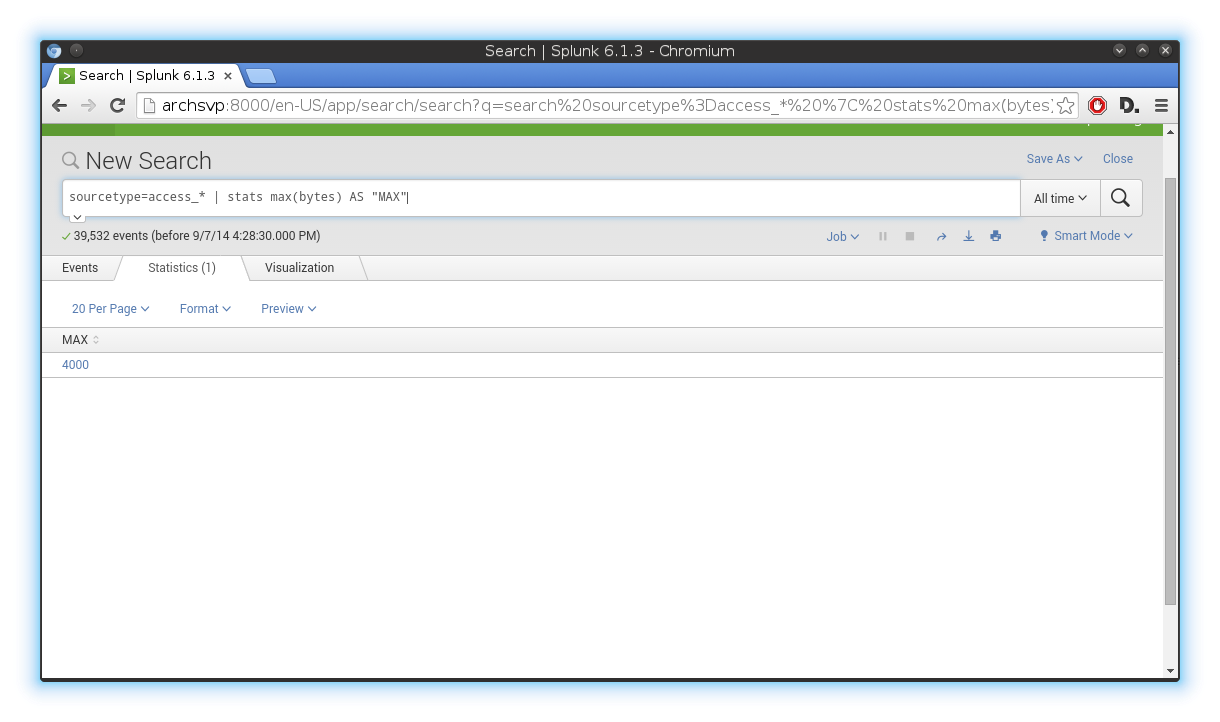 Search | Splunk 6.1.3 - Chromium
Search | Splunk 6.1.3
archsvp:8000/en-US/app/search/search?q=search%20sourcetype%3Daccess_*%20%7C%20stats%20max(bytes)
D.
New Search
Save As
Close
sourcetype=access_* | stats max(bytes) AS "MAX"
All time
39,532 events (before 9/7/14 4:28:30.000 PM)
Job
Smart Mode
Events
Statistics (1)
Visualization
20 Per Page
Format
Preview
MAX
4000